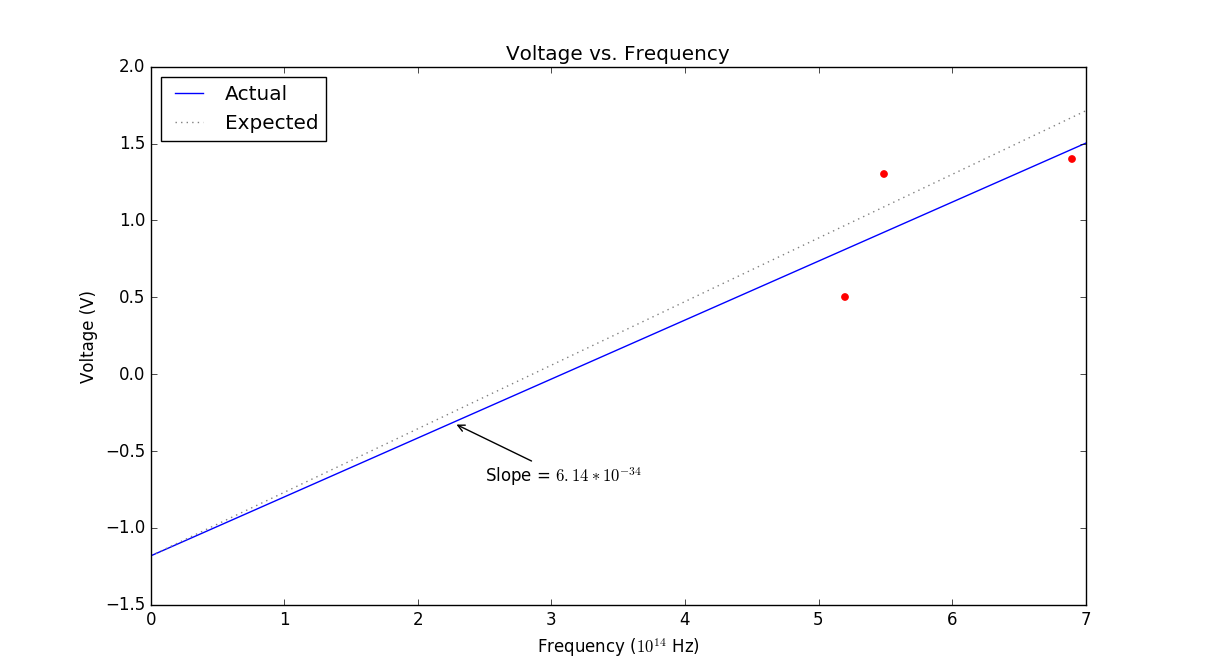 Voltage vs. Frequency
Actual
Expected
2.0
1.5
1.0
0.5
0.0
−0.5
−1.0
−1.5
Voltage (V)
Slope = 6.14 * 10^{-34}
0 1 2 3 4 5 6 7
Frequency (10^{14} Hz)